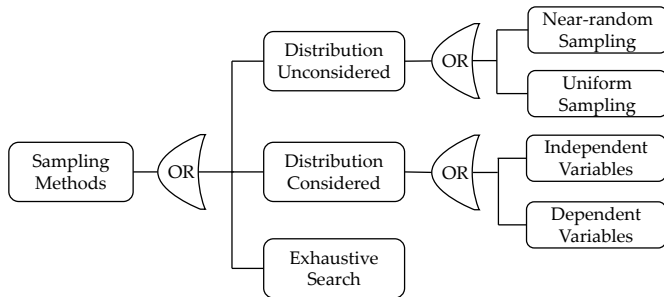 Sampling
Methods
OR
Distribution
Unconsidered
OR
Near-random
Sampling
Uniform
Sampling
Distribution
Considered
OR
Independent
Variables
Dependent
Variables
Exhaustive
Search